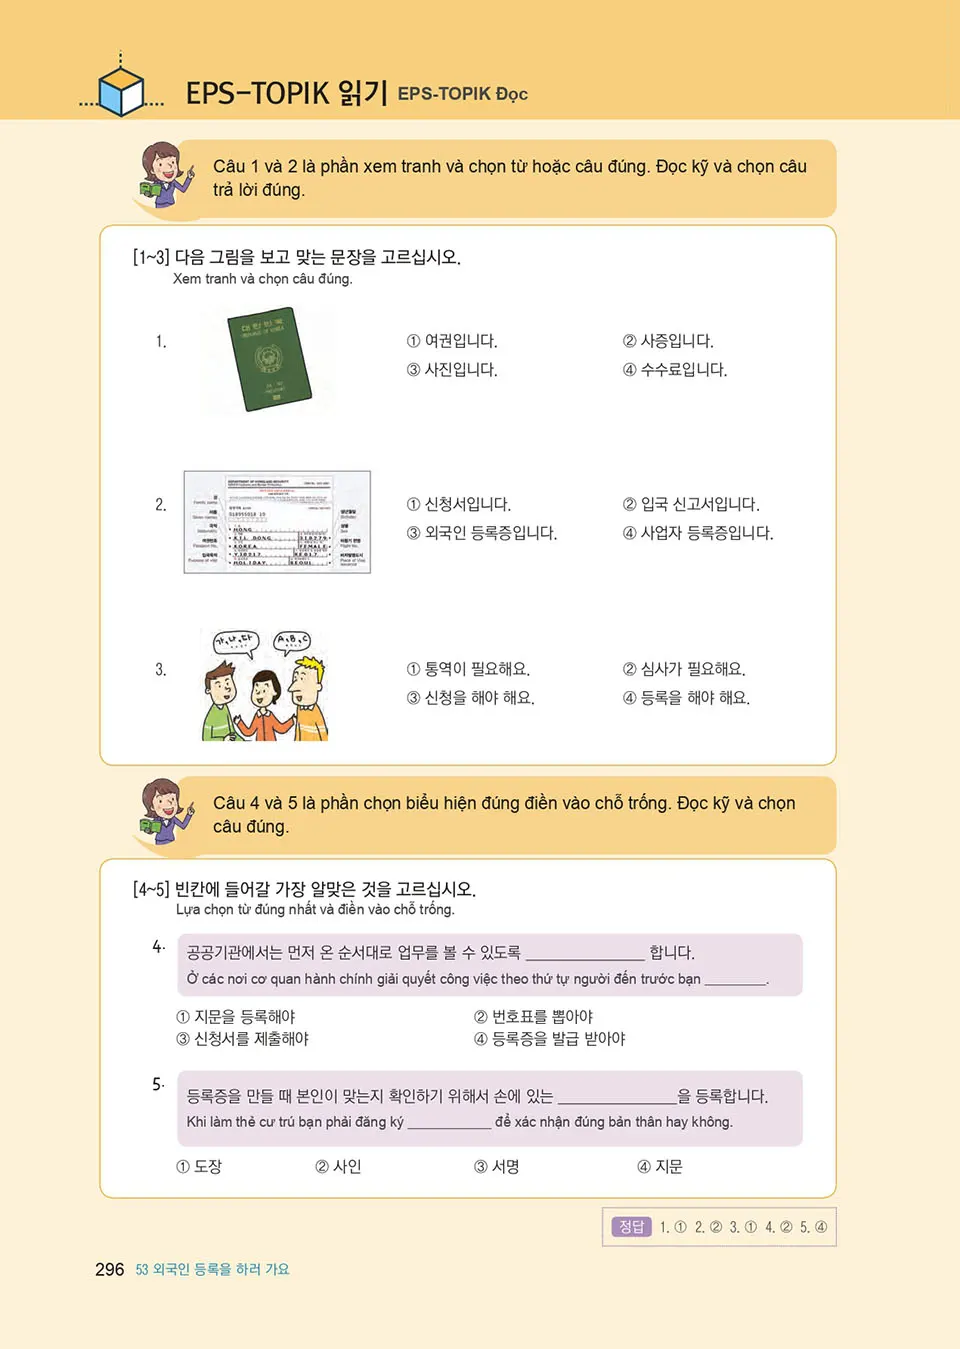 EPS-TOPIK 읽기 EPS-TOPIK Đọc
Câu 1 và 2 là phần xem tranh và chọn từ hoặc câu đúng. Đọc kỹ và chọn câu
trả lời đúng.
[1~3] 다음 그림을 보고 맞는 문장을 고르십시오.
Xem tranh và chọn câu đúng.
1.
대한민국
REPUBLIC OF KOREA
① 여권입니다. ② 사증입니다.
③ 사진입니다. ④ 수수료입니다.
2.
DEPARTMENT OF HOMELAND SECURITY
HONG
KIL DONG
KOREA FEMALE
HOLIDAY SEOUL
① 신청서입니다. ② 입국 신고서입니다.
③ 외국인 등록증입니다. ④ 사업자 등록증입니다.
3.
가,나,다 A,B,C
① 통역이 필요해요. ② 심사가 필요해요.
③ 신청을 해야 해요. ④ 등록을 해야 해요.
Câu 4 và 5 là phần chọn biểu hiện đúng điền vào chỗ trống. Đọc kỹ và chọn
câu đúng.
[4~5] 빈칸에 들어갈 가장 알맞은 것을 고르십시오.
Lựa chọn từ đúng nhất và điền vào chỗ trống.
4. 공공기관에서는 먼저 온 순서대로 업무를 볼 수 있도록 ______________ 합니다.
Ở các nơi cơ quan hành chính giải quyết công việc theo thứ tự người đến trước bạn ________.
① 지문을 등록해야 ② 번호표를 뽑아야
③ 신청서를 제출해야 ④ 등록증을 발급 받아야
5. 등록증을 만들 때 본인이 맞는지 확인하기 위해서 손에 있는 ______________을 등록합니다.
Khi làm thẻ cư trú bạn phải đăng ký ___________ để xác nhận đúng bản thân hay không.
① 도장 ② 사인 ③ 서명 ④ 지문
정답 1. ① 2. ② 3. ① 4. ② 5. ④
296 53 외국인 등록을 하러 가요